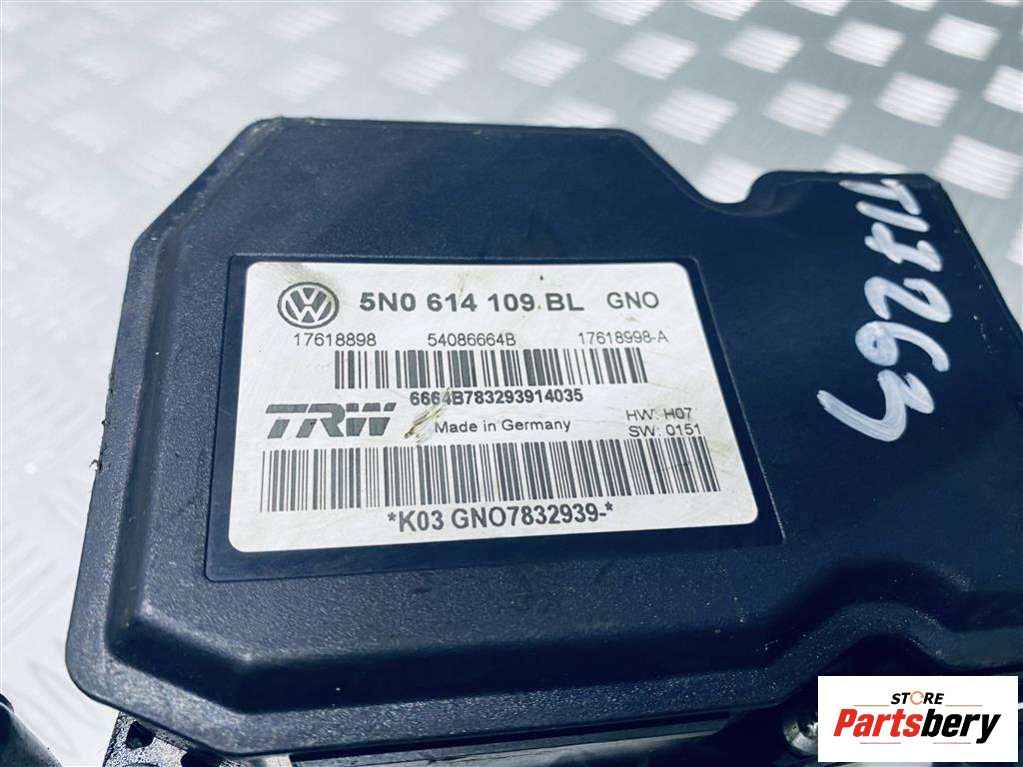 5N0 614 109 BL GNO
17618898 54086664B 17618998-A
6664B783293914035
TRW Made in Germany HW: H07
SW: 0151
*K03 GNO7832939-*
STORE
Partsbery